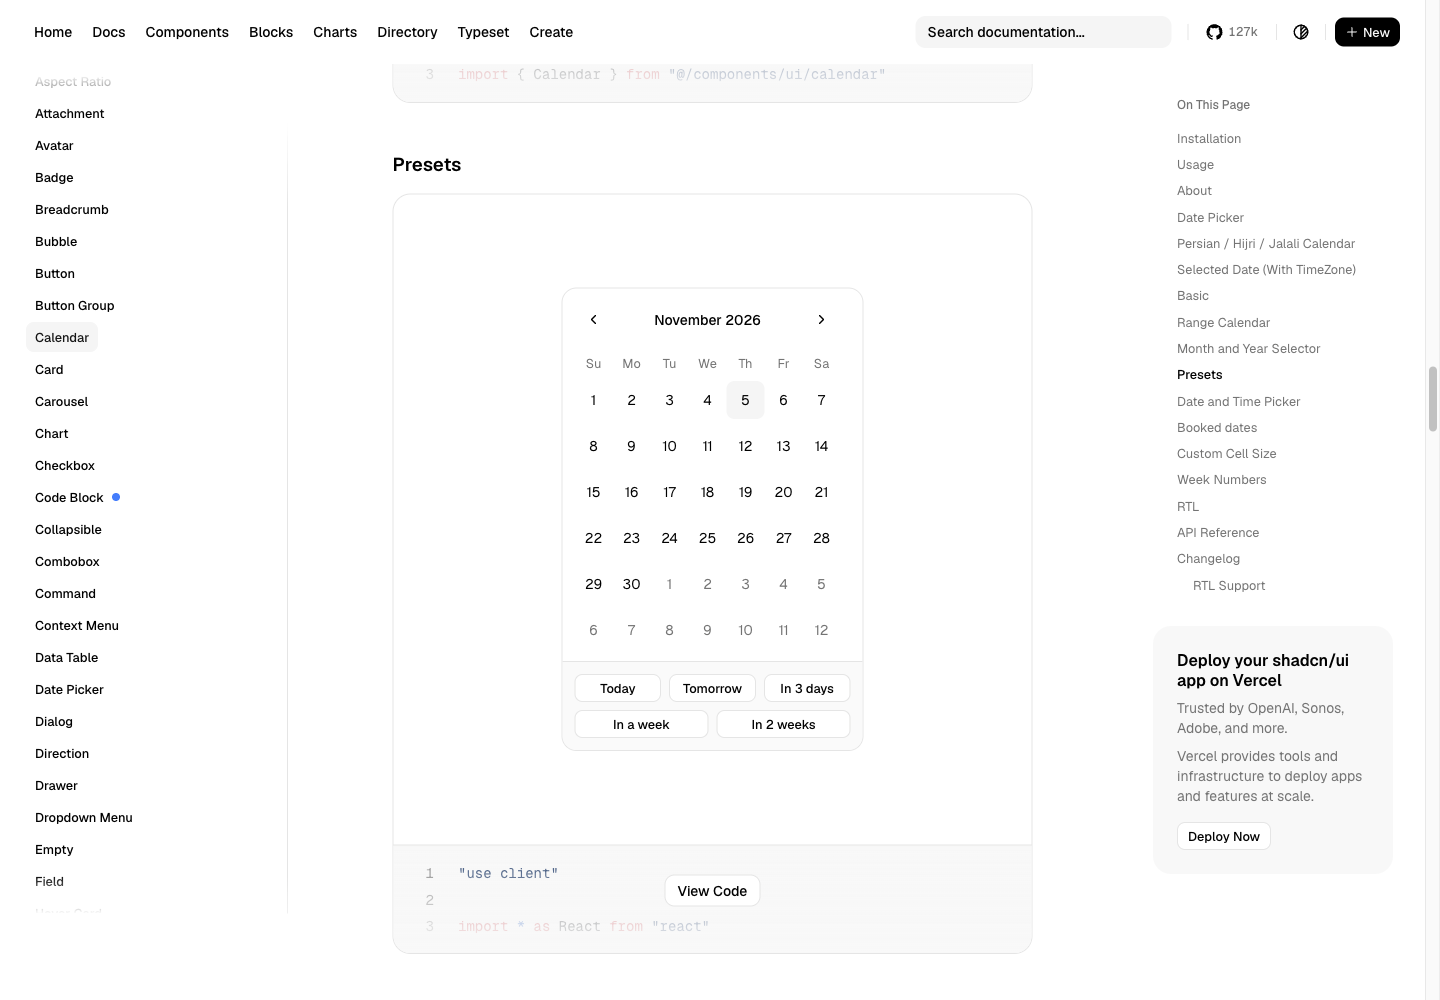 Home Docs Components Blocks Charts Directory Typeset Create Search documentation... 127k New
Aspect Ratio
Attachment
Avatar
Badge
Breadcrumb
Bubble
Button
Button Group
Calendar
Card
Carousel
Chart
Checkbox
Code Block
Collapsible
Combobox
Command
Context Menu
Data Table
Date Picker
Dialog
Direction
Drawer
Dropdown Menu
Empty
Field
3 import { Calendar } from "@/components/ui/calendar"
Presets
November 2026
Su Mo Tu We Th Fr Sa
1 2 3 4 5 6 7
8 9 10 11 12 13 14
15 16 17 18 19 20 21
22 23 24 25 26 27 28
29 30 1 2 3 4 5
6 7 8 9 10 11 12
Today Tomorrow In 3 days
In a week In 2 weeks
1 "use client"
View Code
2
3 import * as React from "react"
On This Page
Installation
Usage
About
Date Picker
Persian / Hijri / Jalali Calendar
Selected Date (With TimeZone)
Basic
Range Calendar
Month and Year Selector
Presets
Date and Time Picker
Booked dates
Custom Cell Size
Week Numbers
RTL
API Reference
Changelog
RTL Support
Deploy your shadcn/ui
app on Vercel
Trusted by OpenAI, Sonos,
Adobe, and more.
Vercel provides tools and
infrastructure to deploy apps
and features at scale.
Deploy Now